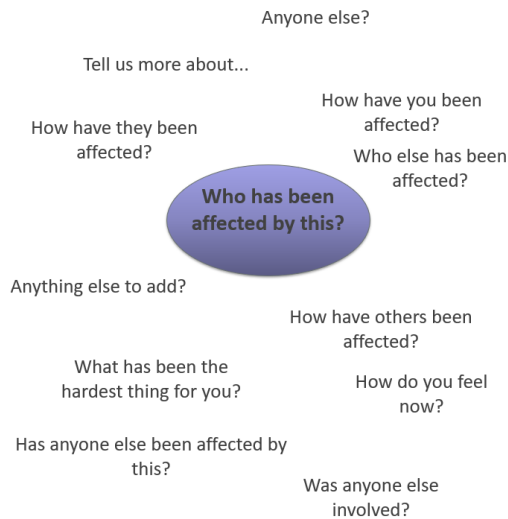 Anyone else?
Tell us more about...
How have you been
affected?
How have they been
affected?
Who else has been
affected?
Who has been
affected by this?
Anything else to add?
How have others been
affected?
What has been the
hardest thing for you?
How do you feel
now?
Has anyone else been affected by
this?
Was anyone else
involved?